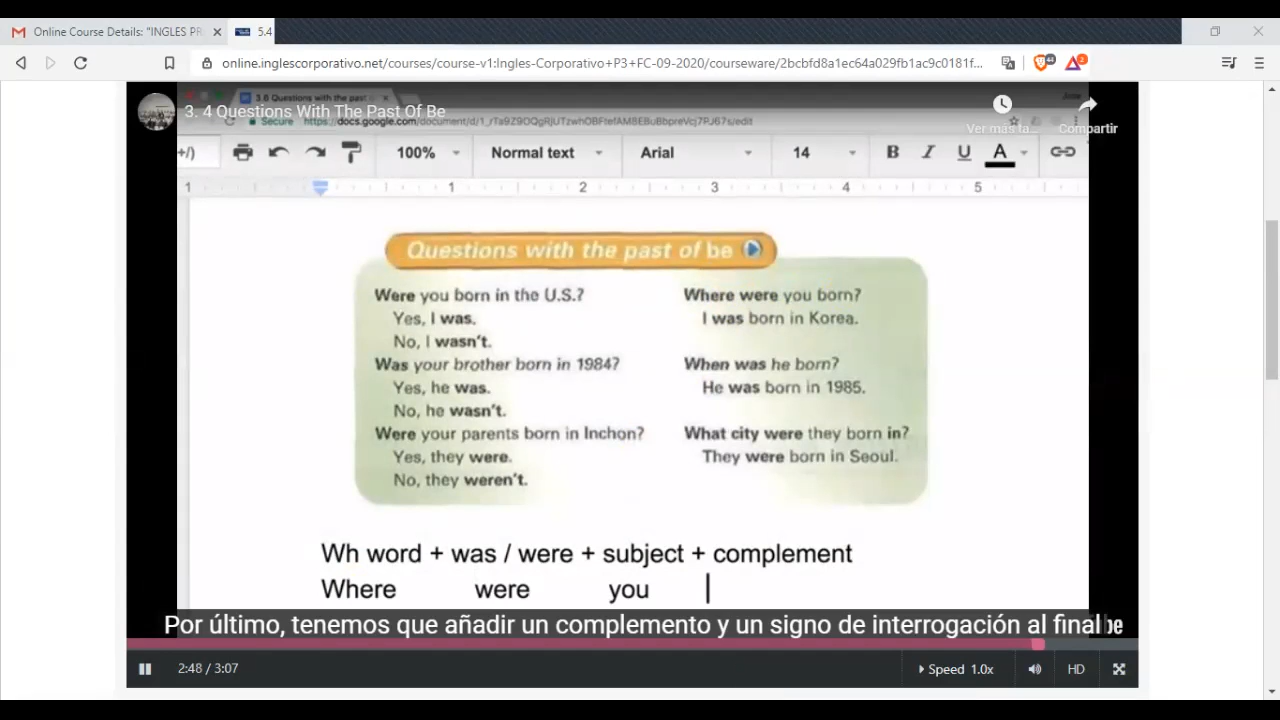 Online Course Details: "INGLES PR
5.4
online.inglescorporativo.net/courses/course-v1:Ingles-Corporativo+P3+FC-09-2020/courseware/2bcbfd8a1ec64a029fb1ac9c0181f...
3. 4 Questions With The Past Of Be
Secure
Ver más ta...
Compartir
100%
Normal text
Arial
14
B I U A
1 1 2 3 4 5
Questions with the past of be
Were you born in the U.S.?
Yes, I was.
No, I wasn't.
Was your brother born in 1984?
Yes, he was.
No, he wasn't.
Were your parents born in Inchon?
Yes, they were.
No, they weren't.
Where were you born?
I was born in Korea.
When was he born?
He was born in 1985.
What city were they born in?
They were born in Seoul.
Wh word + was / were + subject + complement
Where were you
Por último, tenemos que añadir un complemento y un signo de interrogación al final
2:48 / 3:07
Speed 1.0x
HD